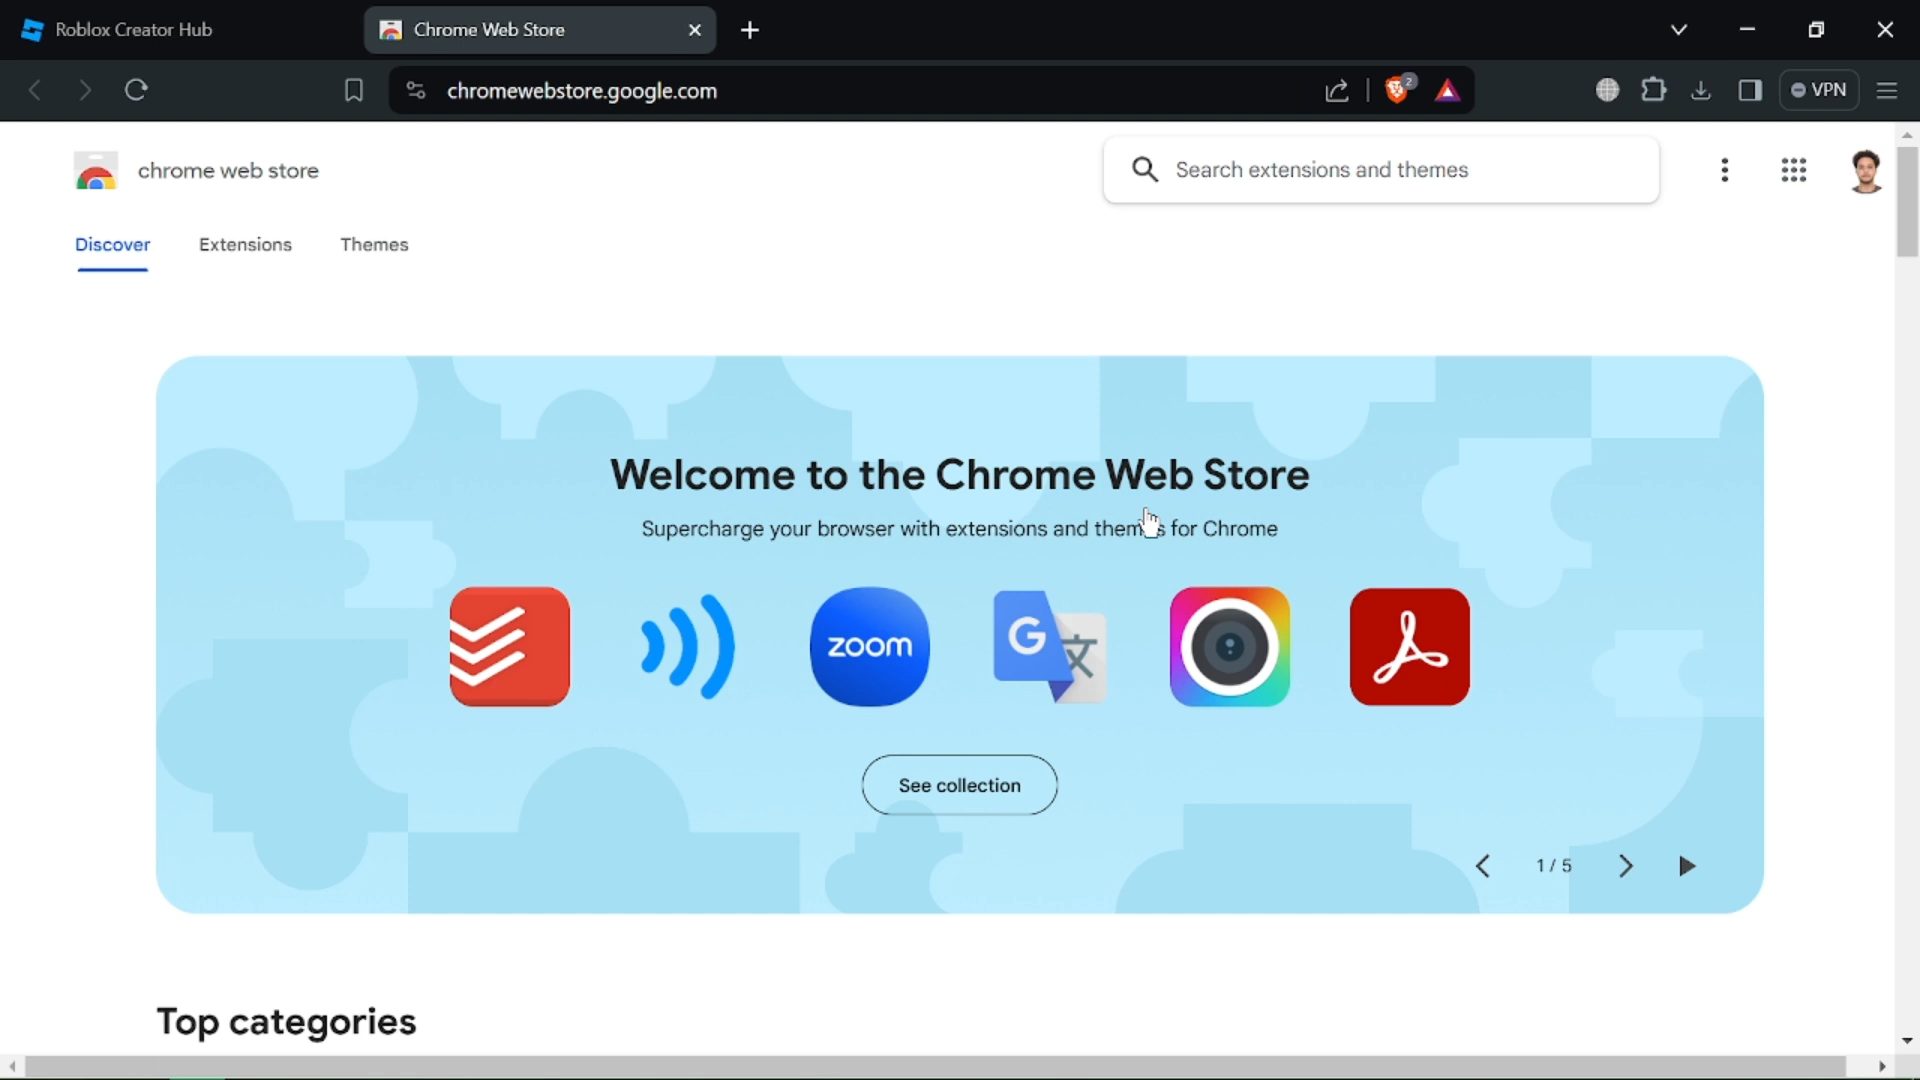 Roblox Creator Hub
Chrome Web Store
chromewebstore.google.com
2
VPN
chrome web store
Search extensions and themes
Discover
Extensions
Themes
Welcome to the Chrome Web Store
Supercharge your browser with extensions and themes for Chrome
zoom
G 文
See collection
1 / 5
Top categories